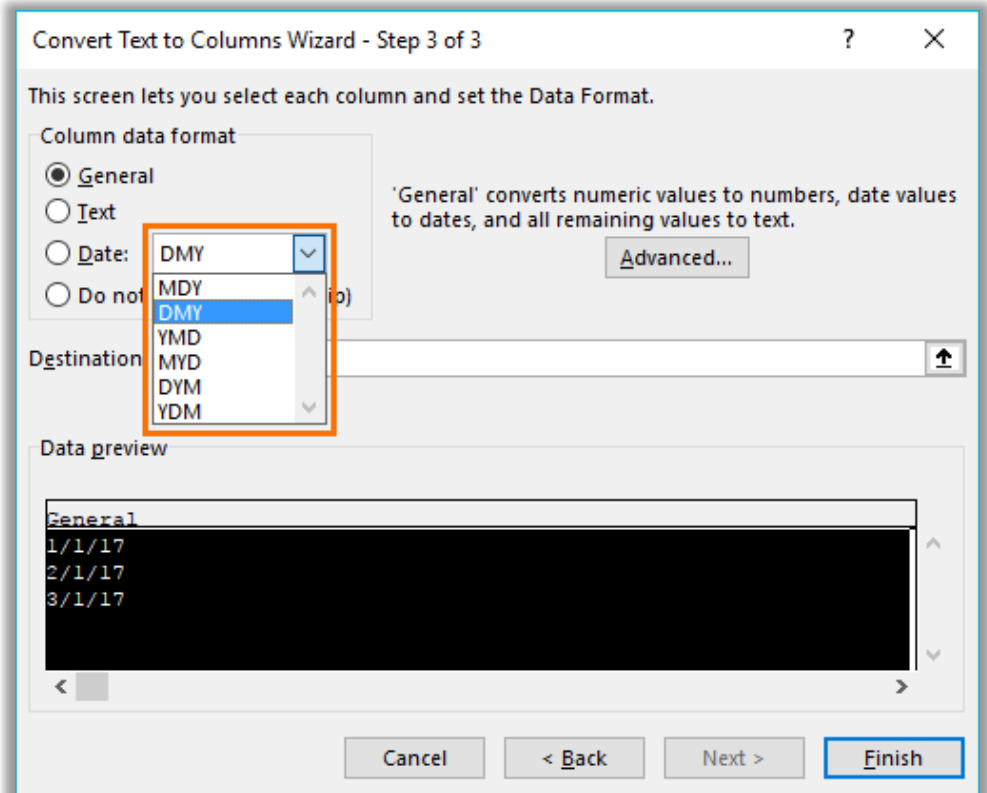 Convert Text to Columns Wizard - Step 3 of 3 ? ×
This screen lets you select each column and set the Data Format.
Column data format
General
Text
Date: DMY
Do not ip)
MDY
DMY
YMD
MYD
DYM
YDM
'General' converts numeric values to numbers, date values
to dates, and all remaining values to text.
Advanced...
Destination
Data preview
General
1/1/17
2/1/17
3/1/17
Cancel < Back Next > Finish